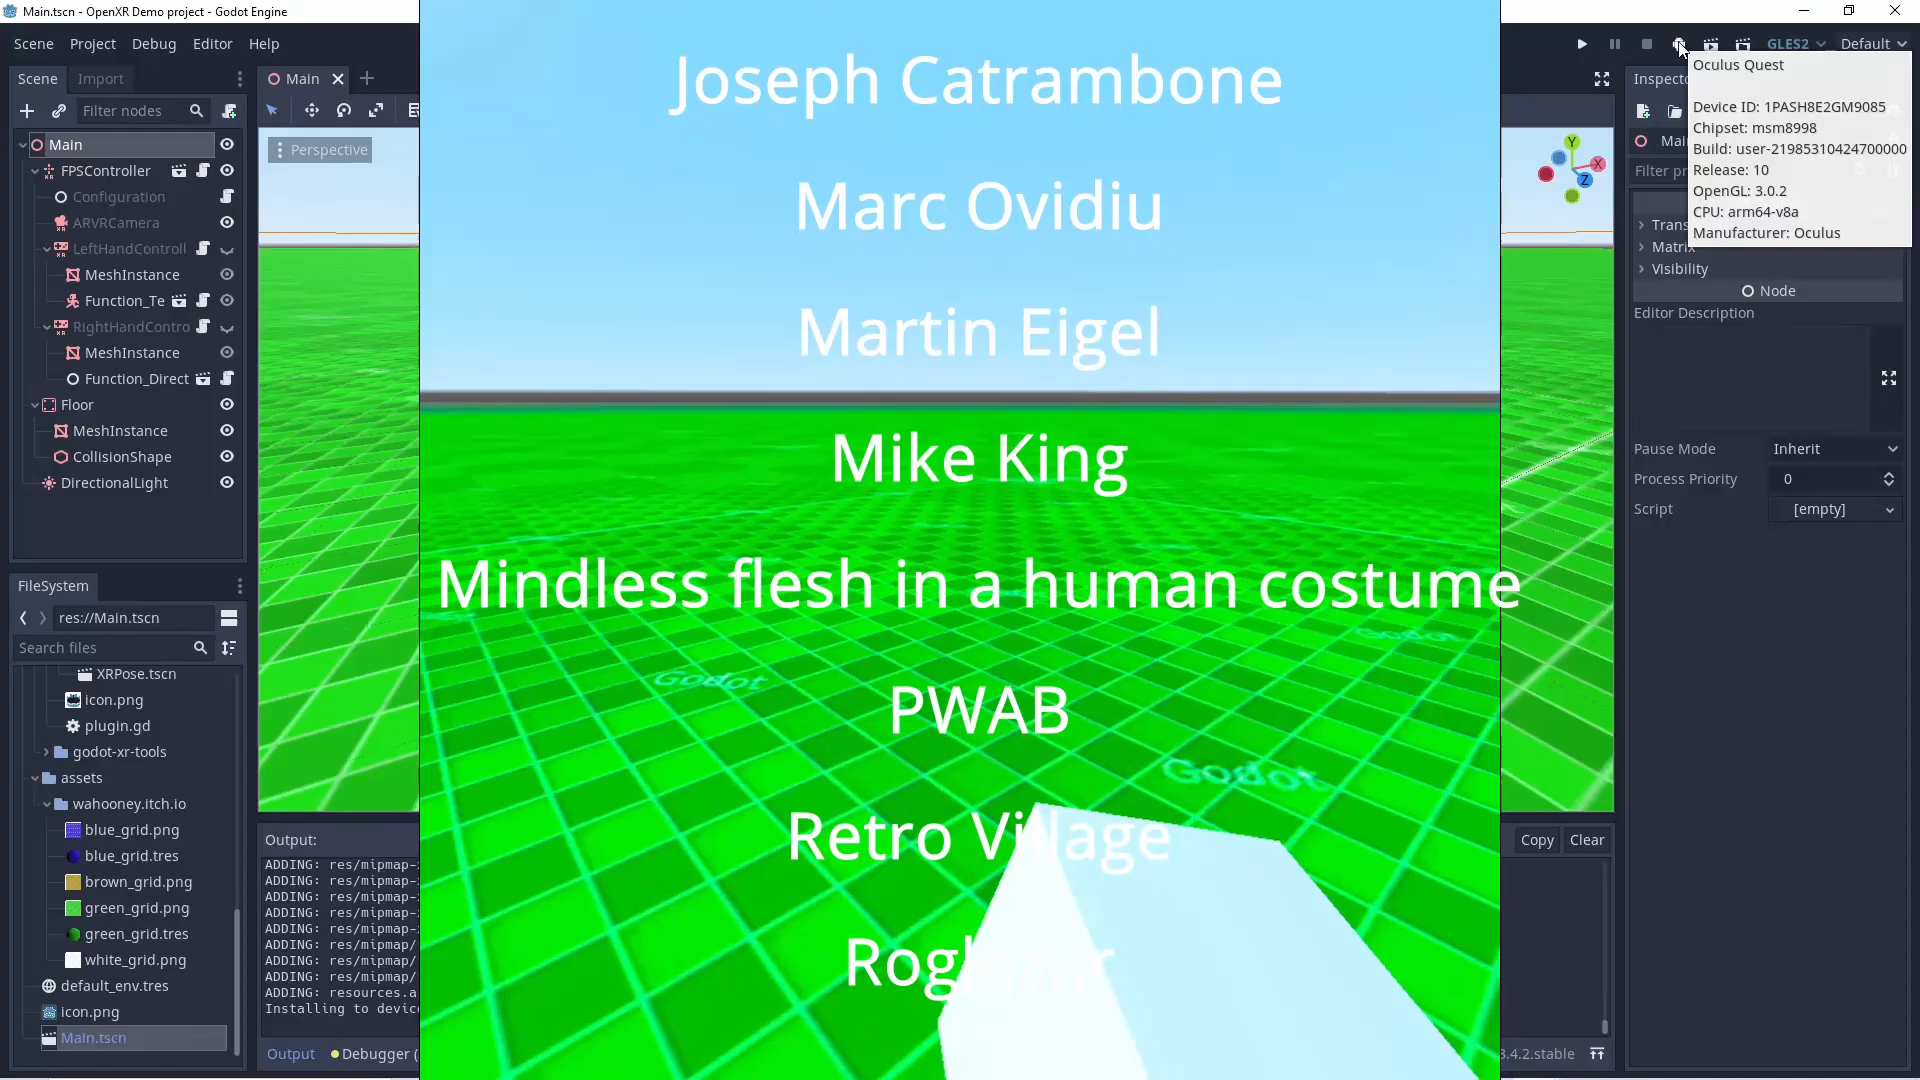 Main.tscn - OpenXR Demo project - Godot Engine
Scene Project Debug Editor Help
GLES2 Default
Scene Import
Main
Filter nodes
Main
FPSController
Configuration
ARVRCamera
LeftHandControll
MeshInstance
Function_Te
RightHandContro
MeshInstance
Function_Direct
Floor
MeshInstance
CollisionShape
DirectionalLight
FileSystem
res://Main.tscn
Search files
XRPose.tscn
icon.png
plugin.gd
godot-xr-tools
assets
wahooney.itch.io
blue_grid.png
blue_grid.tres
brown_grid.png
green_grid.png
green_grid.tres
white_grid.png
default_env.tres
icon.png
Main.tscn
Perspective
Joseph Catrambone
Marc Ovidiu
Martin Eigel
Mike King
Mindless flesh in a human costume
PWAB
Retro Village
Godot
Godot
Godot
Y
X
Z
Output:
Copy Clear
ADDING: res/mipmap-
ADDING: res/mipmap-
ADDING: res/mipmap-
ADDING: res/mipmap-
ADDING: res/mipmap-
ADDING: res/mipmap/
ADDING: res/mipmap/
ADDING: res/mipmap/
ADDING: resources.a
Installing to device
Output Debugger (
3.4.2.stable
Oculus Quest
Device ID: 1PASH8E2GM9085
Chipset: msm8998
Build: user-21985310424700000
Release: 10
OpenGL: 3.0.2
CPU: arm64-v8a
Manufacturer: Oculus
Inspecto
Mai
Filter pr
Trans
Matrix
Visibility
Node
Editor Description
Pause Mode Inherit
Process Priority 0
Script [empty]